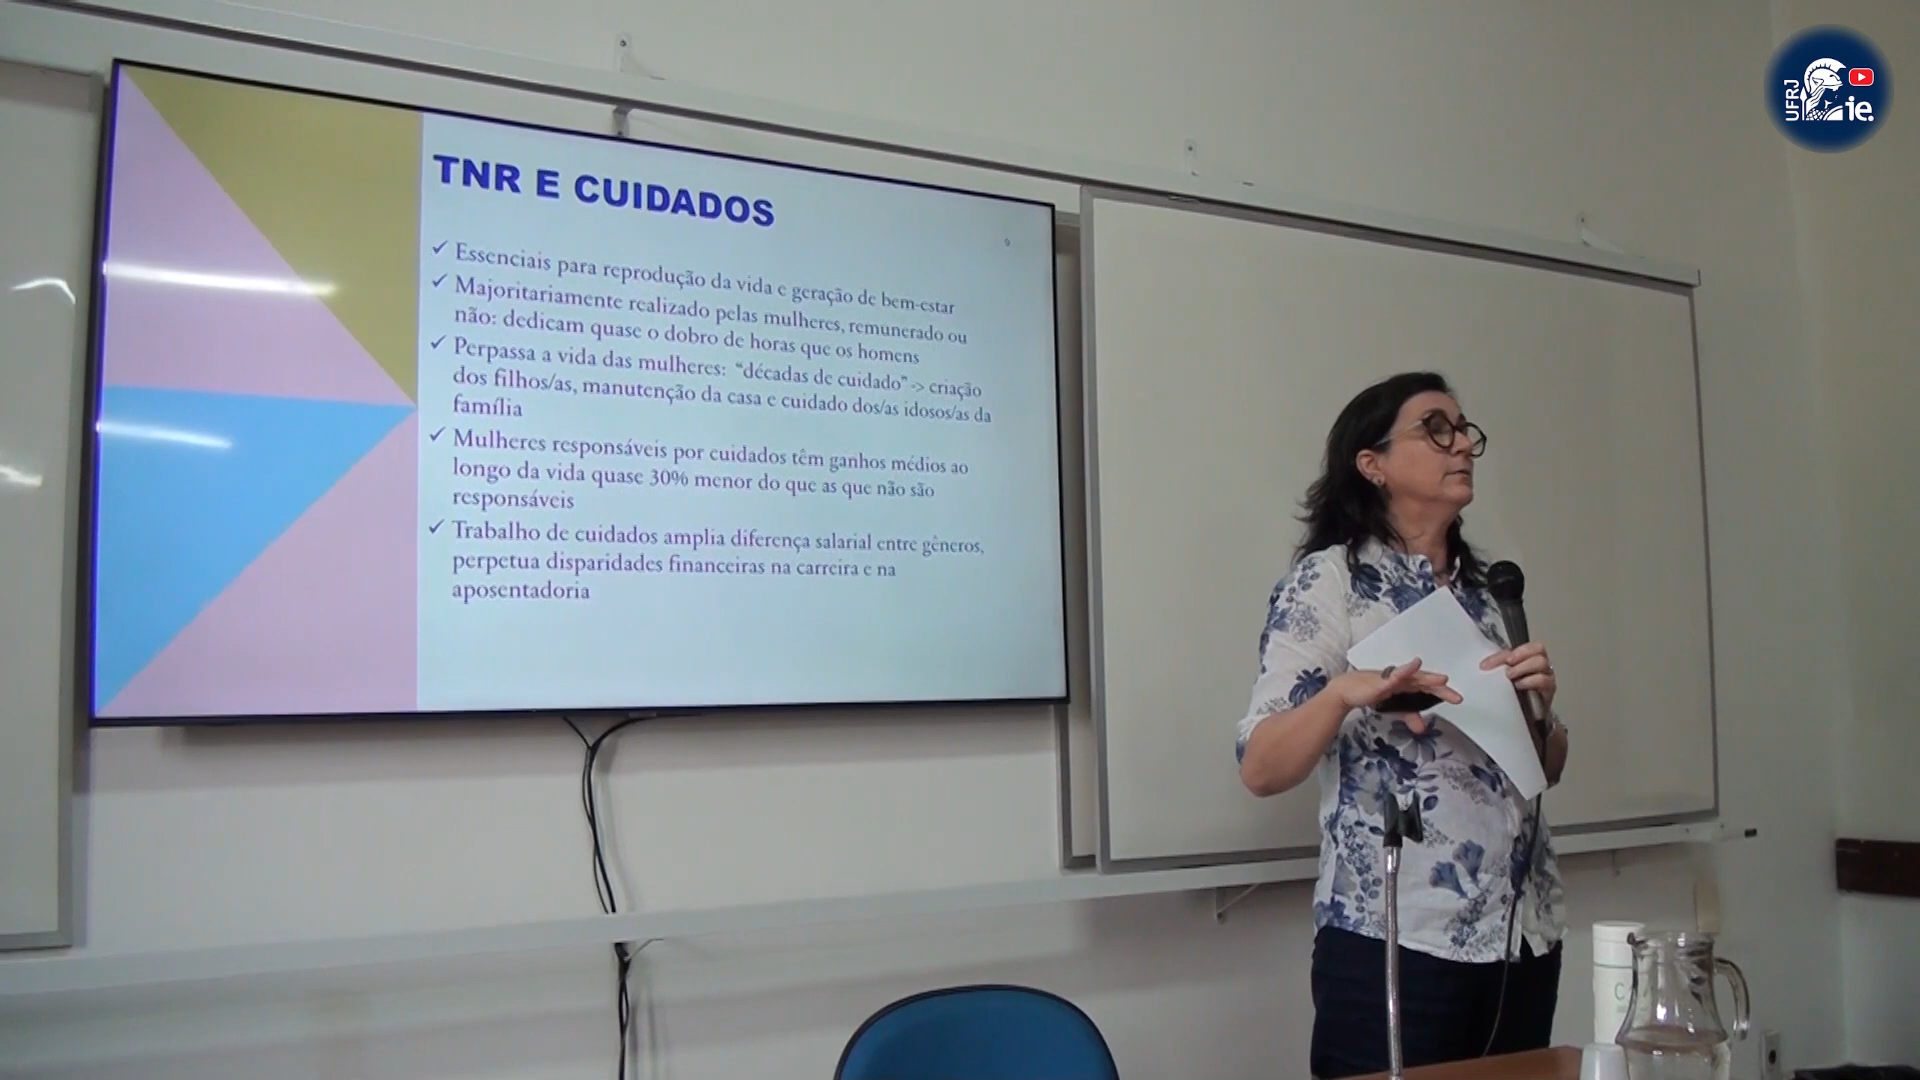 UFRJ
ie.
TNR E CUIDADOS
9
✓ Essenciais para reprodução da vida e geração de bem-estar
✓ Majoritariamente realizado pelas mulheres, remunerado ou
não: dedicam quase o dobro de horas que os homens
✓ Perpassa a vida das mulheres: “décadas de cuidado” -> criação
dos filhos/as, manutenção da casa e cuidado dos/as idosos/as da
família
✓ Mulheres responsáveis por cuidados têm ganhos médios ao
longo da vida quase 30% menor do que as que não são
responsáveis
✓ Trabalho de cuidados amplia diferença salarial entre gêneros,
perpetua disparidades financeiras na carreira e na
aposentadoria